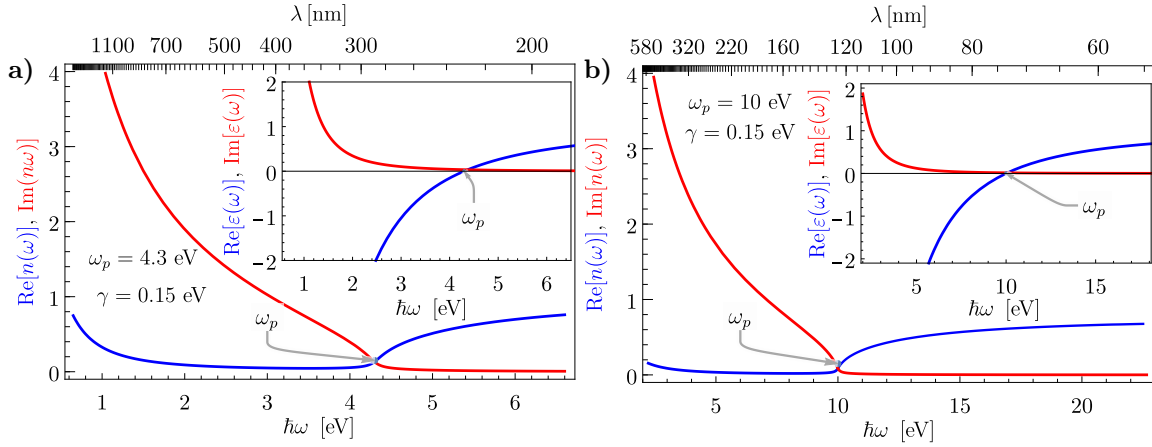 a)
λ [nm]
1100 700 500 400 300 200
Re[n(ω)], Im(nω)]
4
3
2
1
0
ω_p = 4.3 eV
γ = 0.15 eV
ω_p
1 2 3 4 5 6
ħω [eV]
Re[ε(ω)], Im[ε(ω)]
2
1
0
−1
−2
ω_p
1 2 3 4 5 6
ħω [eV]
b)
λ [nm]
580 320 220 160 120 100 80 60
Re[n(ω)], Im[n(ω)]
4
3
2
1
0
ω_p = 10 eV
γ = 0.15 eV
ω_p
5 10 15 20
ħω [eV]
Re[ε(ω)], Im[ε(ω)]
2
1
0
−1
−2
ω_p
5 10 15
ħω [eV]